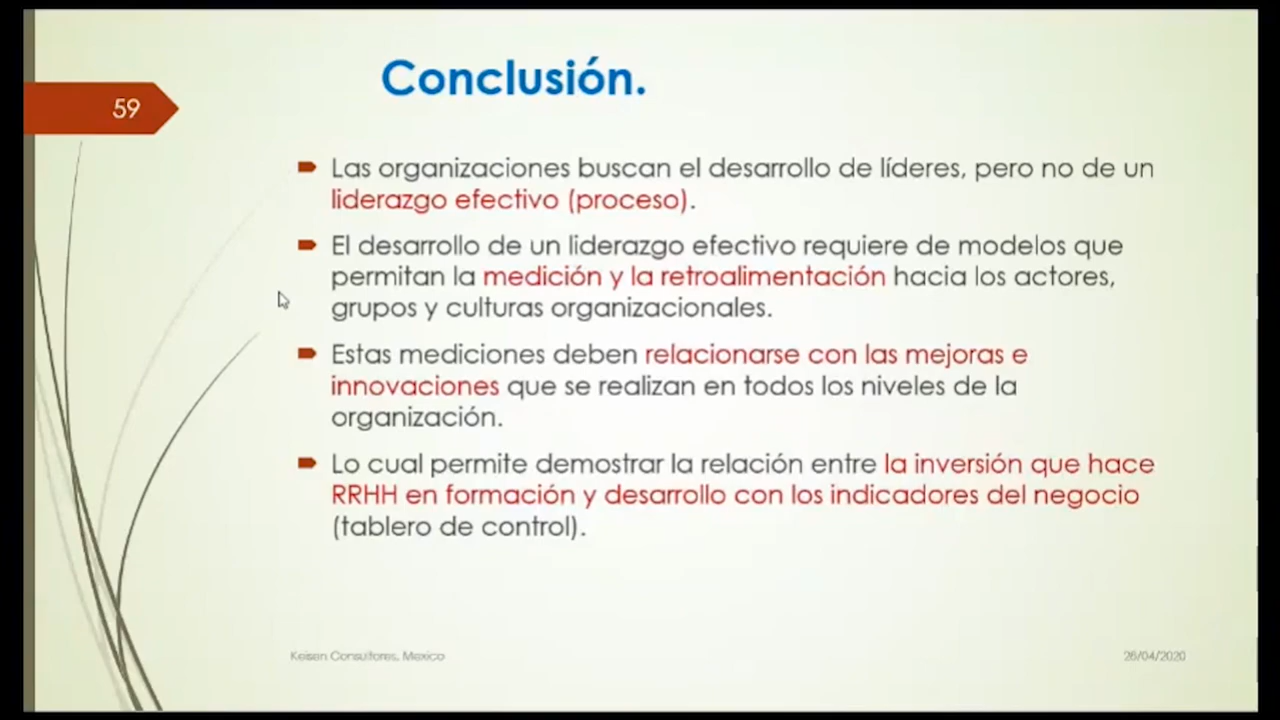 Conclusión.
59
Las organizaciones buscan el desarrollo de líderes, pero no de un
liderazgo efectivo (proceso).
El desarrollo de un liderazgo efectivo requiere de modelos que
permitan la medición y la retroalimentación hacia los actores,
grupos y culturas organizacionales.
Estas mediciones deben relacionarse con las mejoras e
innovaciones que se realizan en todos los niveles de la
organización.
Lo cual permite demostrar la relación entre la inversión que hace
RRHH en formación y desarrollo con los indicadores del negocio
(tablero de control).
Keisen Consultores, Mexico
26/04/2020